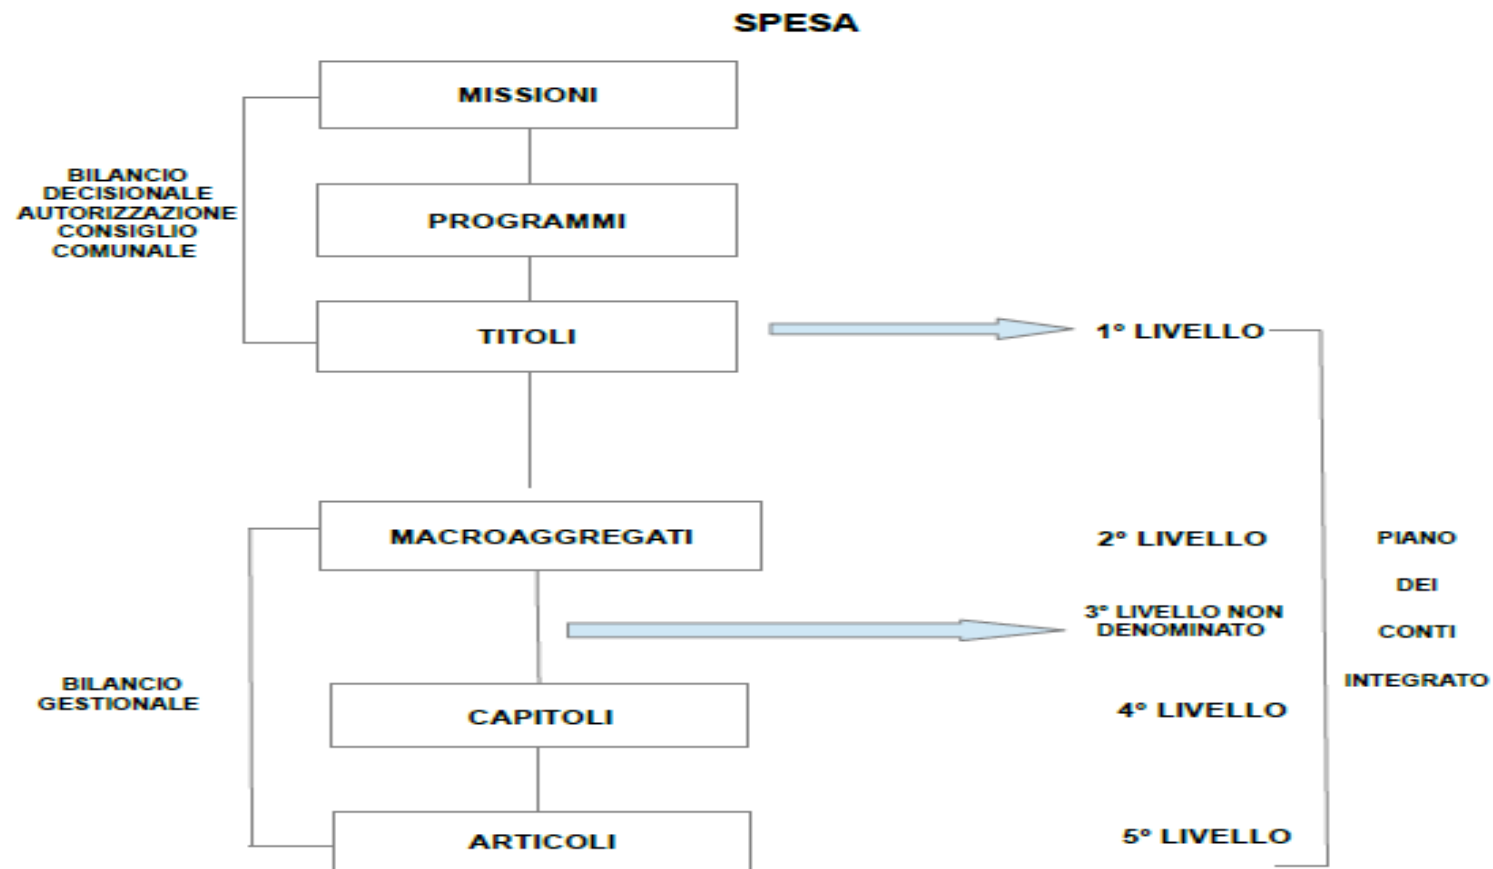 SPESA
MISSIONI
BILANCIO
DECISIONALE
AUTORIZZAZIONE
CONSIGLIO
COMUNALE
PROGRAMMI
TITOLI
1° LIVELLO
MACROAGGREGATI
2° LIVELLO
3° LIVELLO NON
DENOMINATO
PIANO
DEI
CONTI
INTEGRATO
BILANCIO
GESTIONALE
CAPITOLI
4° LIVELLO
ARTICOLI
5° LIVELLO